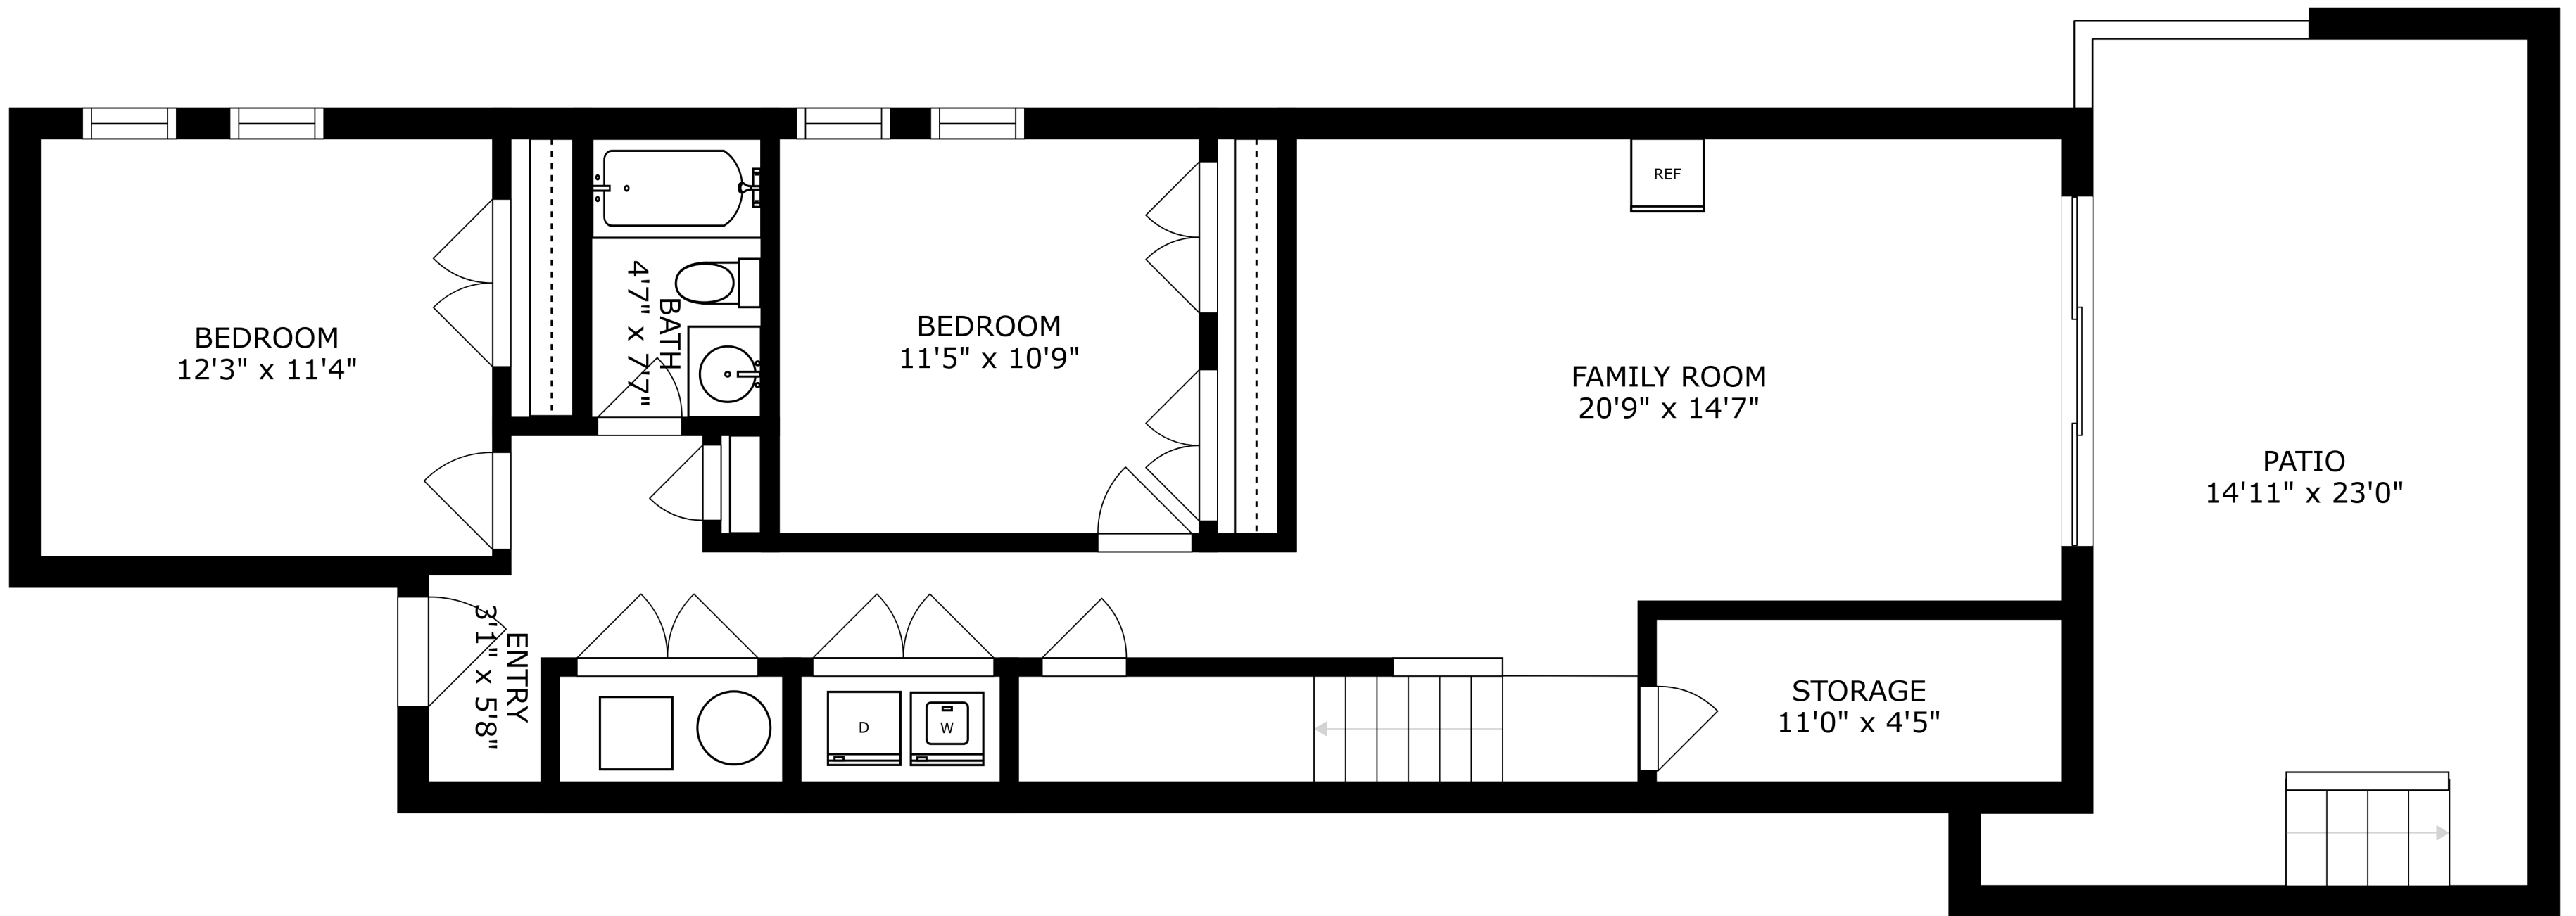 REF
BEDROOM
12'3" x 11'4"
BATH
4'7" x 7'7"
BEDROOM
11'5" x 10'9"
FAMILY ROOM
20'9" x 14'7"
PATIO
14'11" x 23'0"
ENTRY
3'1" x 5'8"
D
W
STORAGE
11'0" x 4'5"